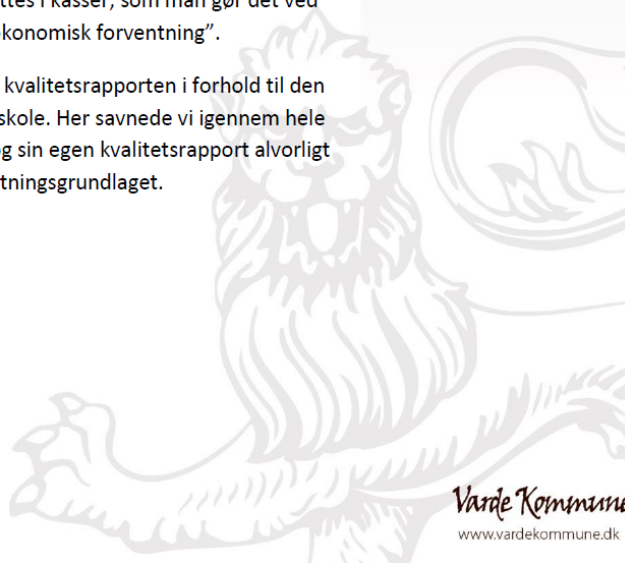 ttes i kasser, som man gør det ved
konomisk forventning”.
kvalitetsrapporten i forhold til den
skole. Her savnede vi igennem hele
g sin egen kvalitetsrapport alvorligt
tningsgrundlaget.
Varde Kommune
www.vardekommune.dk